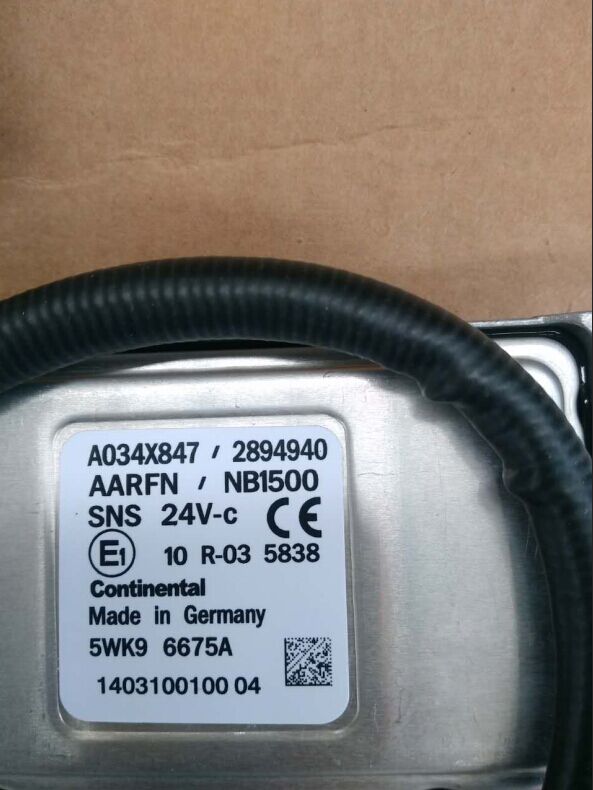 A034X847 / 2894940
AARFN / NB1500
SNS 24V-c CE
E1 10 R-03 5838
Continental
Made in Germany
5WK9 6675A
1403100100 04